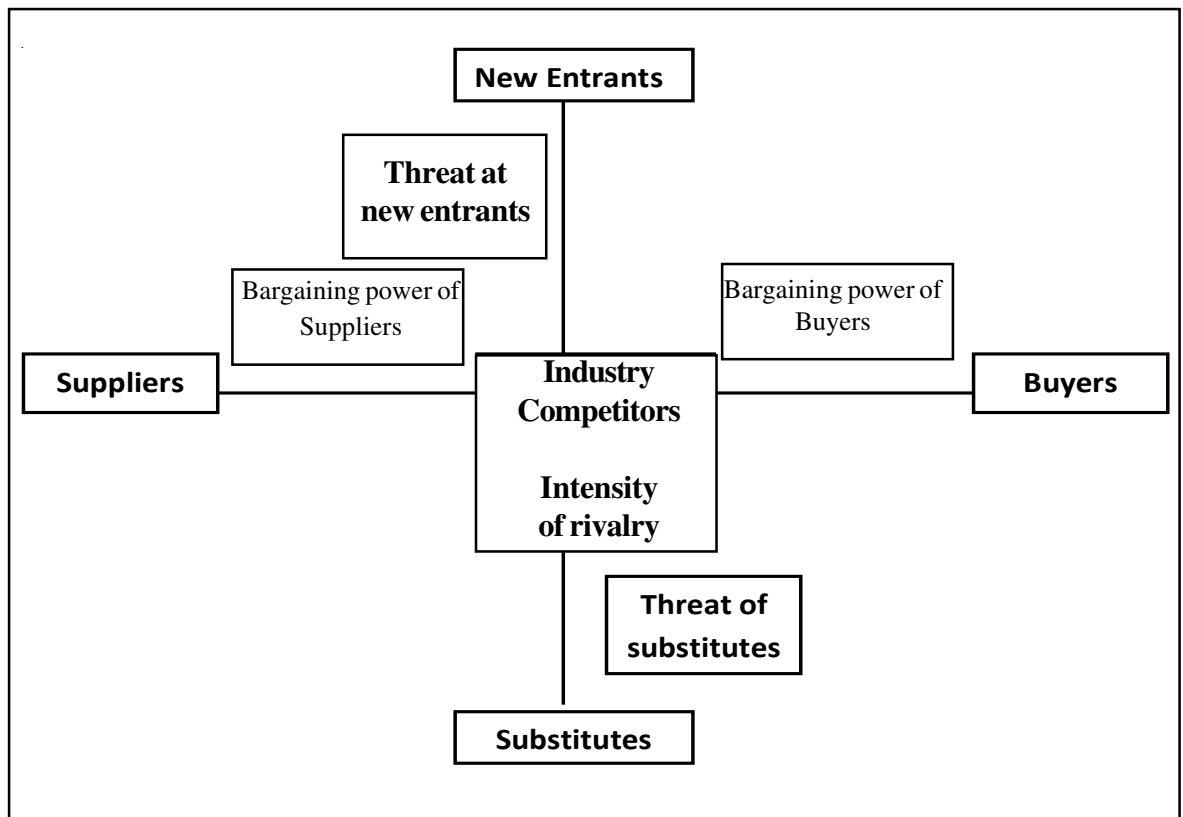 New Entrants
Threat at
new entrants
Bargaining power of
Suppliers
Bargaining power of
Buyers
Suppliers
Industry
Competitors
Intensity
of rivalry
Buyers
Threat of
substitutes
Substitutes